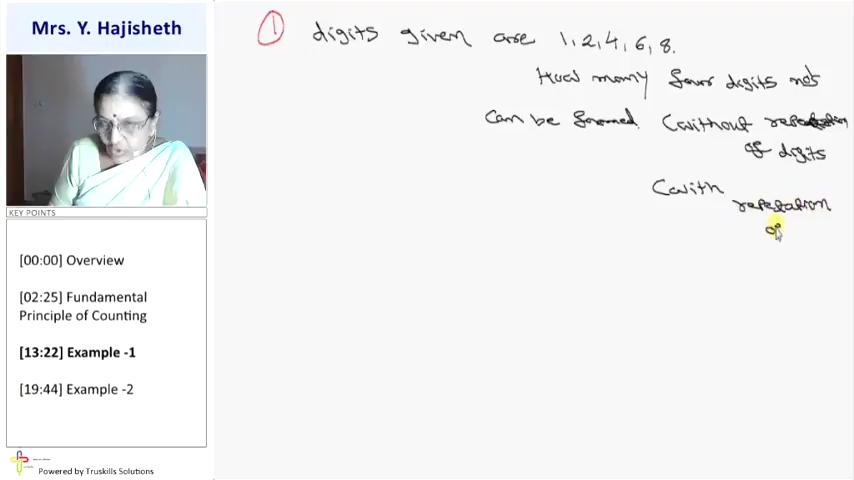 Mrs. Y. Hajisheth
KEY POINTS
[00:00] Overview
[02:25] Fundamental
Principle of Counting
[13:22] Example -1
[19:44] Example -2
Powered by Truskills Solutions
1 digits given are 1, 2, 4, 6, 8.
How many four digits nos
Can be formed (without
of digits
(with
repetation
of